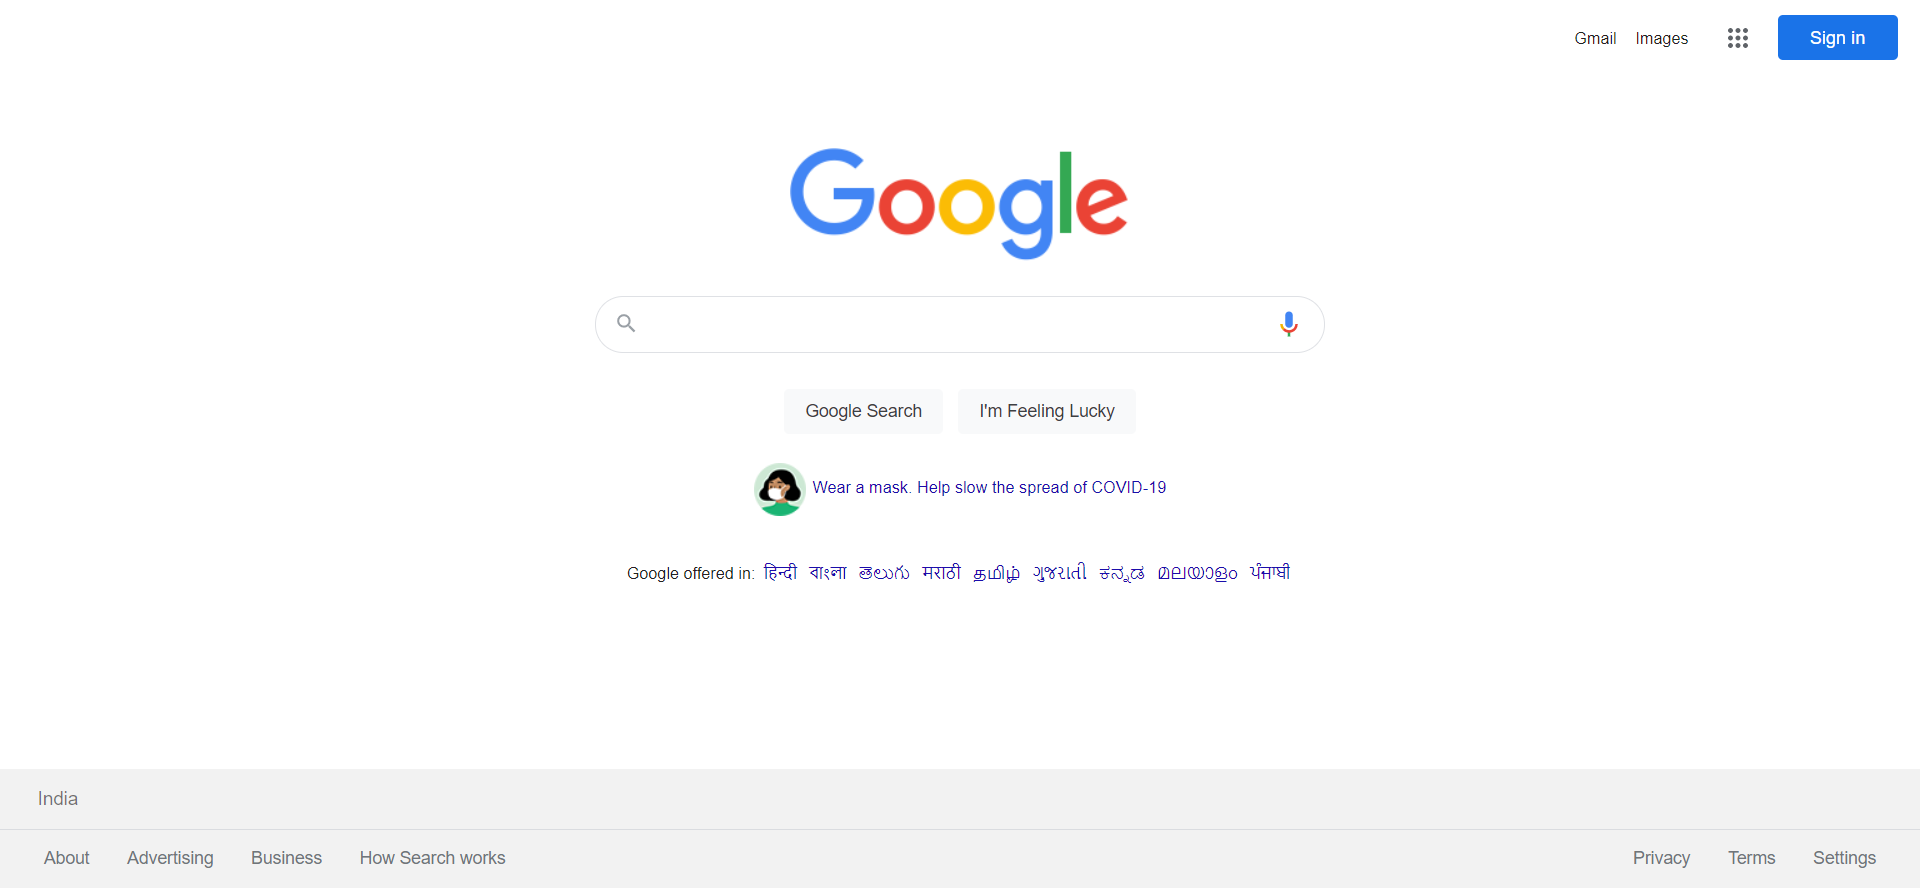 Gmail Images Sign in
Google
Google Search I'm Feeling Lucky
Wear a mask. Help slow the spread of COVID-19
Google offered in: हिन्दी বাংলা తెలుగు मराठी தமிழ் ગુજરાતી ಕನ್ನಡ മലയാളം ਪੰਜਾਬੀ
India
About Advertising Business How Search works Privacy Terms Settings